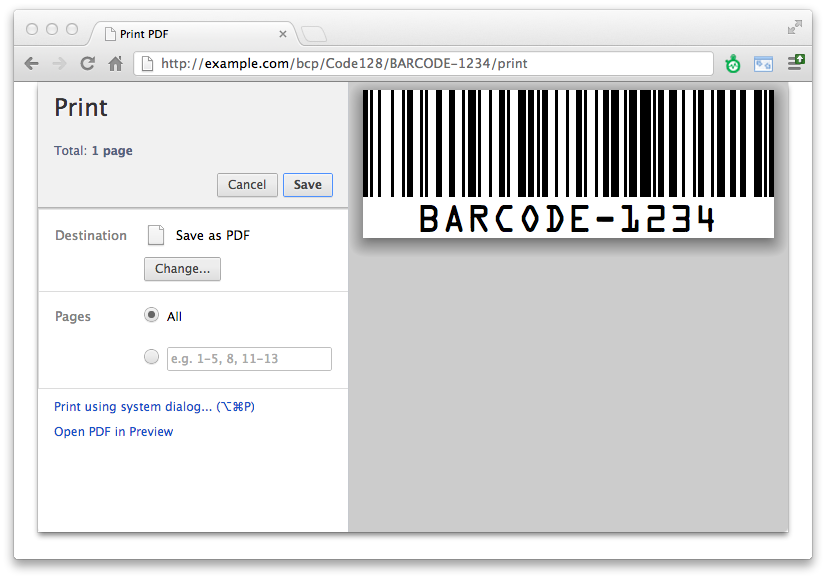 Print PDF
http://example.com/bcp/Code128/BARCODE-1234/print
Print
Total: 1 page
Cancel
Save
Destination
Save as PDF
Change...
Pages
All
e.g. 1-5, 8, 11-13
Print using system dialog... (⌥⌘P)
Open PDF in Preview
BARCODE-1234